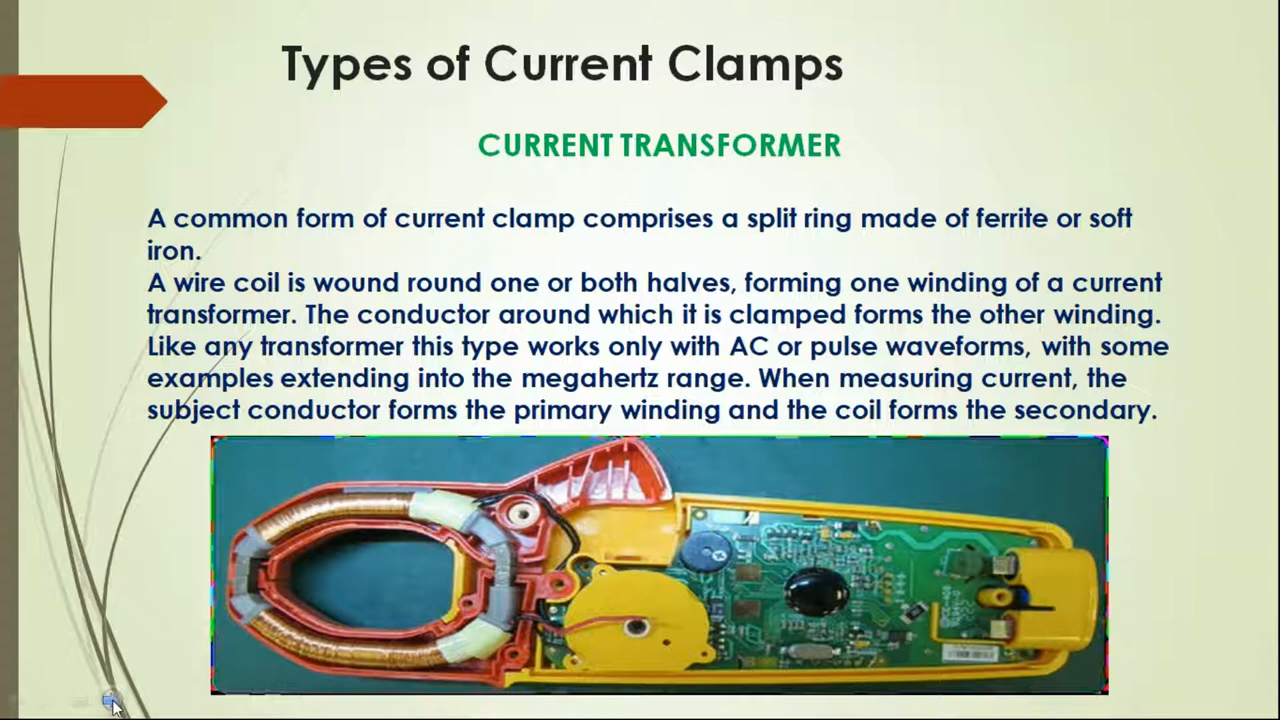 Types of Current Clamps
CURRENT TRANSFORMER
A common form of current clamp comprises a split ring made of ferrite or soft
iron.
A wire coil is wound round one or both halves, forming one winding of a current
transformer. The conductor around which it is clamped forms the other winding.
Like any transformer this type works only with AC or pulse waveforms, with some
examples extending into the megahertz range. When measuring current, the
subject conductor forms the primary winding and the coil forms the secondary.